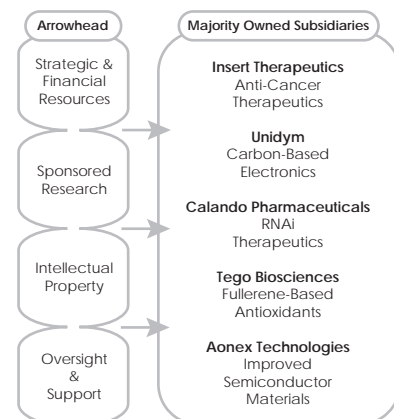 Arrowhead
Strategic &
Financial
Resources
Sponsored
Research
Intellectual
Property
Oversight
&
Support
Majority Owned Subsidiaries
Insert Therapeutics
Anti-Cancer
Therapeutics
Unidym
Carbon-Based
Electronics
Calando Pharmaceuticals
RNAi
Therapeutics
Tego Biosciences
Fullerene-Based
Antioxidants
Aonex Technologies
Improved
Semiconductor
Materials